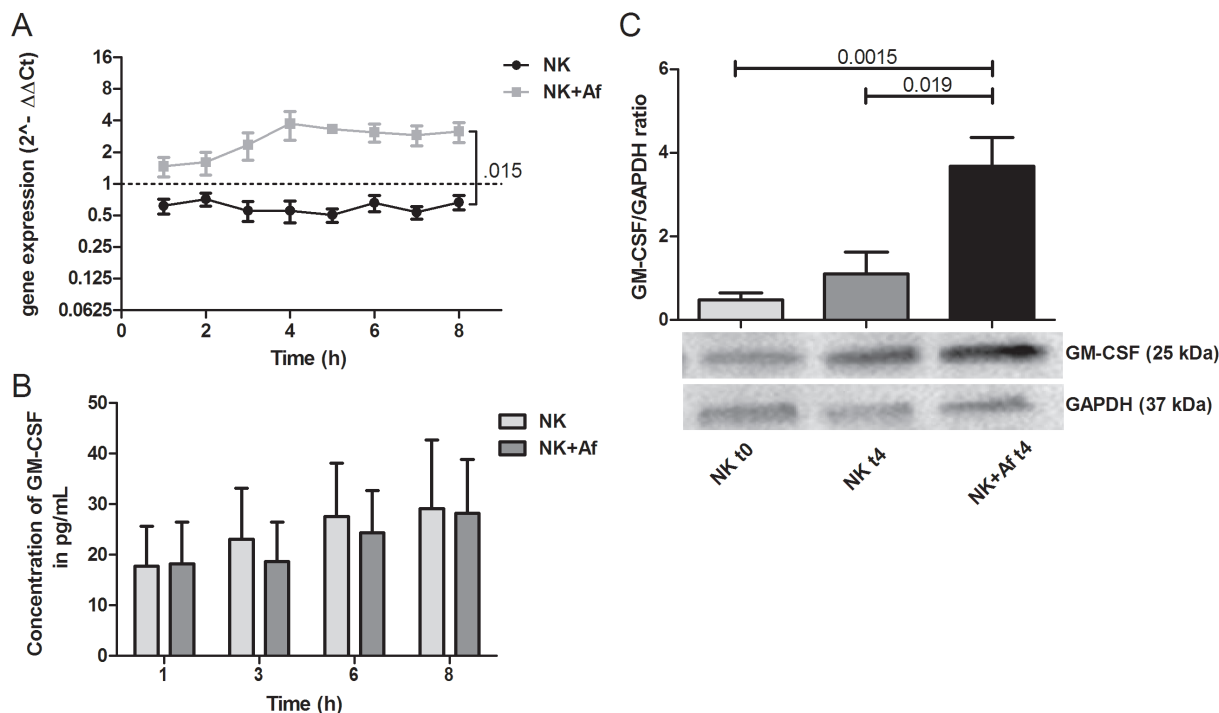 A
gene expression (2^- ΔΔCt)
16
8
4
2
1
0.5
0.25
0.125
0.0625
0 2 4 6 8
Time (h)
NK
NK+Af
.015
B
Concentration of GM-CSF
in pg/mL
50
40
30
20
10
0
1 3 6 8
Time (h)
NK
NK+Af
C
GM-CSF/GAPDH ratio
6
4
2
0
0.0015
0.019
GM-CSF (25 kDa)
GAPDH (37 kDa)
NK t0
NK t4
NK+Af t4